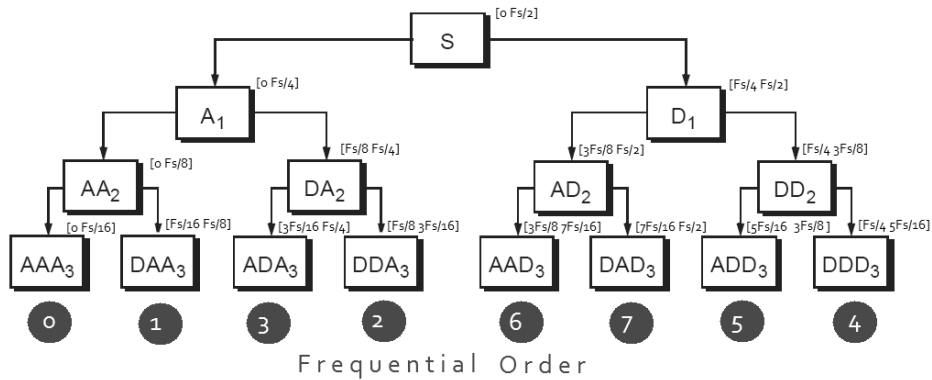 S [0 Fs/2]
A1 [0 Fs/4] D1 [Fs/4 Fs/2]
AA2 [0 Fs/8] DA2 [Fs/8 Fs/4] AD2 [3Fs/8 Fs/2] DD2 [Fs/4 3Fs/8]
[0 Fs/16] [Fs/16 Fs/8] [3Fs/16 Fs/4] [Fs/8 3Fs/16] [3Fs/8 7Fs/16] [7Fs/16 Fs/2] [5Fs/16 3Fs/8] [Fs/4 5Fs/16]
AAA3 DAA3 ADA3 DDA3 AAD3 DAD3 ADD3 DDD3
0 1 3 2 6 7 5 4
Frequential Order